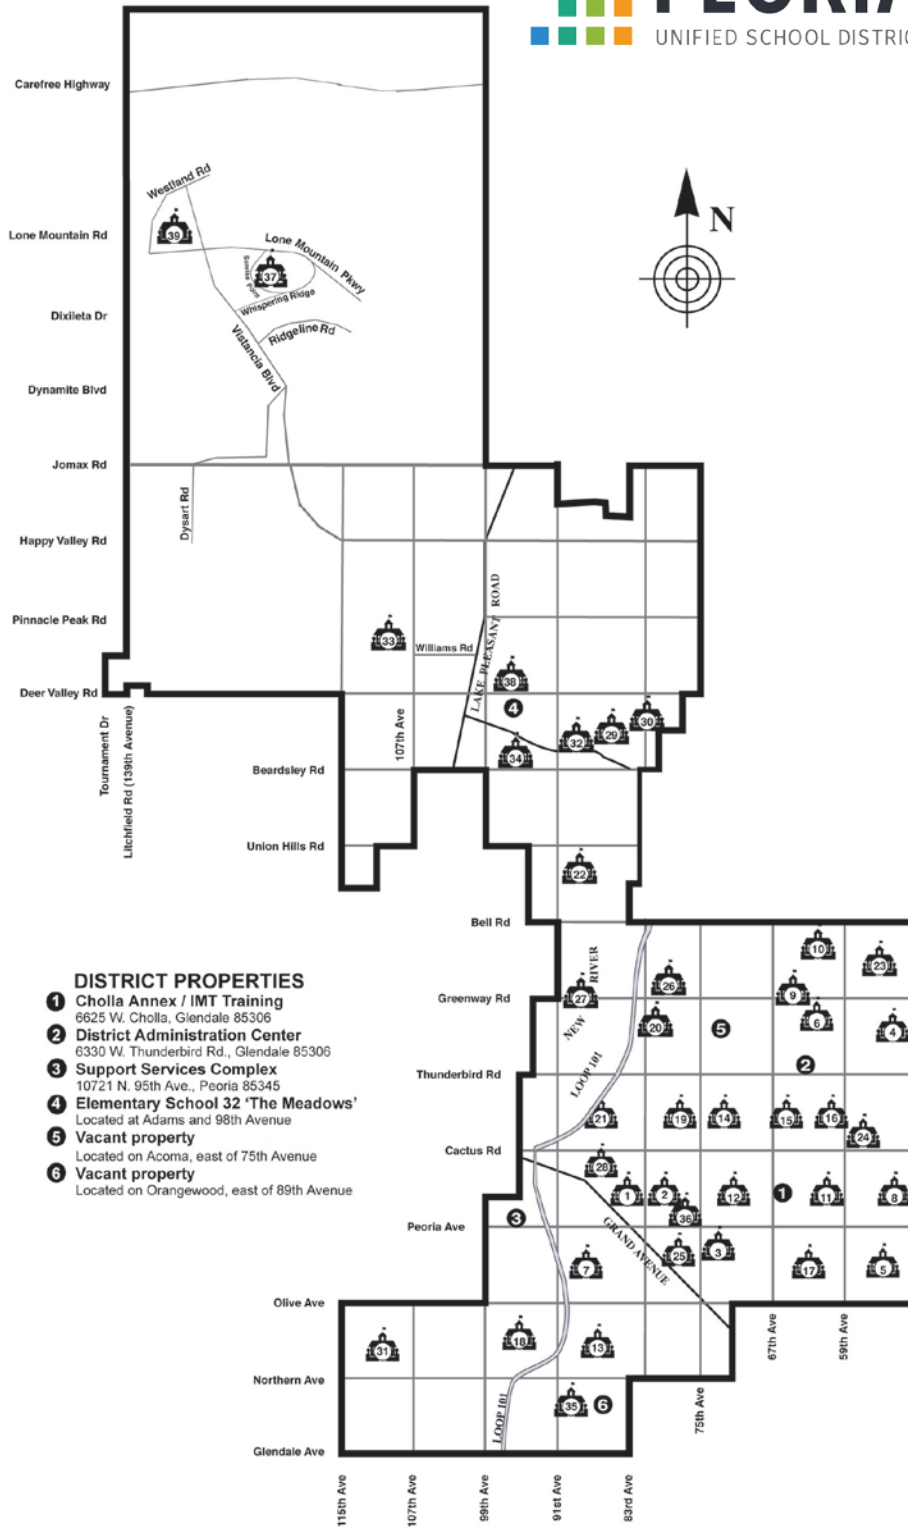 PEORIA
UNIFIED SCHOOL DISTRIC
Carefree Highway
Westland Rd
Lone Mountain Rd
39
Lone Mountain Pkwy
37
Sunrise Point
Whispering Ridge
N
Dixileta Dr
Ridgeline Rd
Vistancia Blvd
Dynamite Blvd
Jomax Rd
Dysart Rd
Happy Valley Rd
LAKE PLEASANT ROAD
Pinnacle Peak Rd
33
Williams Rd
38
Deer Valley Rd
4
30
29
32
34
Tournament Dr
Litchfield Rd (139th Avenue)
107th Ave
Beardsley Rd
Union Hills Rd
22
Bell Rd
NEW RIVER
10
23
26
9
27
Greenway Rd
20
5
6
4
2
LOOP 101
Thunderbird Rd
21
19
14
15
16
24
Cactus Rd
28
1
2
12
1
11
8
36
3
Peoria Ave
GRAND AVENUE
25
3
7
17
5
Olive Ave
67th Ave
59th Ave
31
18
13
Northern Ave
35
6
75th Ave
LOOP 101
Glendale Ave
115th Ave
107th Ave
99th Ave
91st Ave
83rd Ave
DISTRICT PROPERTIES
1 Cholla Annex / IMT Training
6625 W. Cholla, Glendale 85306
2 District Administration Center
6330 W. Thunderbird Rd., Glendale 85306
3 Support Services Complex
10721 N. 95th Ave., Peoria 85345
4 Elementary School 32 ‘The Meadows’
Located at Adams and 98th Avenue
5 Vacant property
Located on Acoma, east of 75th Avenue
6 Vacant property
Located on Orangewood, east of 89th Avenue